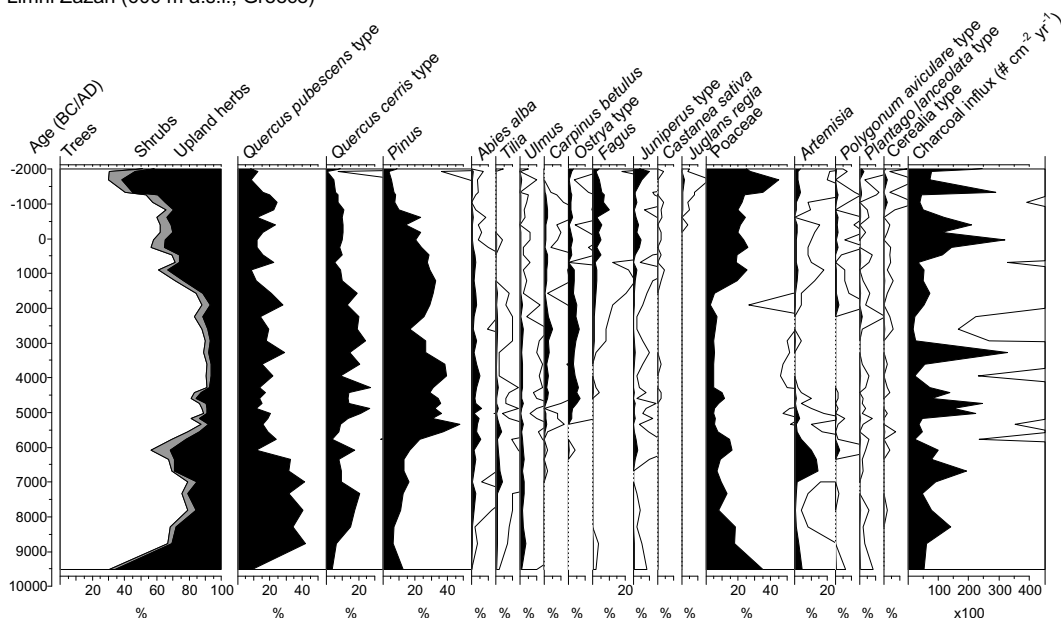 Age (BC/AD)
Trees
Shrubs
Upland herbs
Quercus pubescens type
Quercus cerris type
Pinus
Abies alba
Tilia
Ulmus
Carpinus betulus
Ostrya type
Fagus
Juniperus type
Castanea sativa
Juglans regia
Poaceae
Artemisia
Polygonum aviculare type
Plantago lanceolata type
Cerealia type
Charcoal influx (# cm⁻² yr⁻¹)
-2000
-1000
0
1000
2000
3000
4000
5000
6000
7000
8000
9000
10000
20 40 60 80 100 20 40 20 20 40 20 20 40 20 100 200 300 400
% % % % % % % % % % % % % % % % % % x100